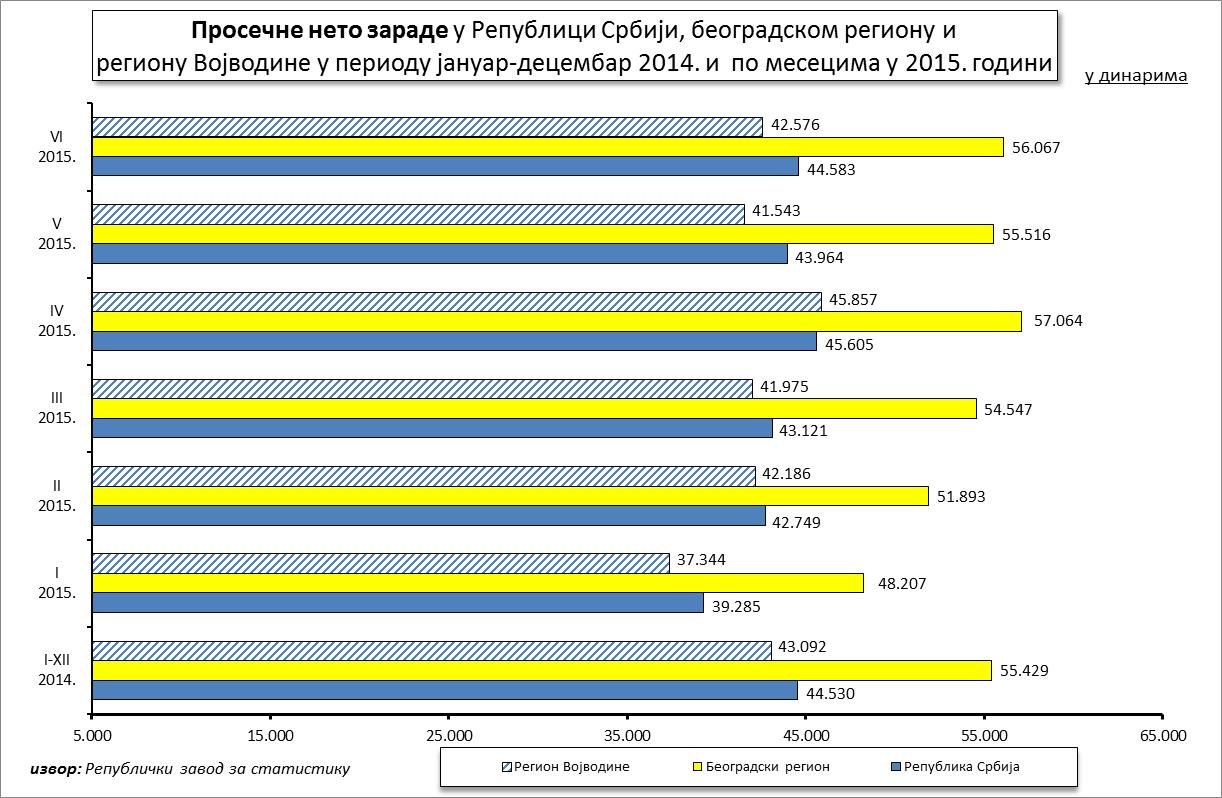 Просечне нето зараде у Републици Србији, београдском региону и
региону Војводине у периоду јануар-децембар 2014. и по месецима у 2015. години
у динарима
VI
2015.
42.576
56.067
44.583
V
2015.
41.543
55.516
43.964
IV
2015.
45.857
57.064
45.605
III
2015.
41.975
54.547
43.121
II
2015.
42.186
51.893
42.749
I
2015.
37.344
48.207
39.285
I-XII
2014.
43.092
55.429
44.530
5.000 15.000 25.000 35.000 45.000 55.000 65.000
Регион Војводине Београдски регион Република Србија
извор: Републички завод за статистику